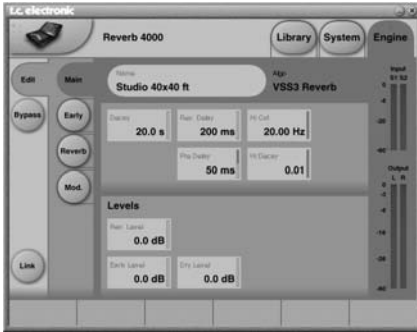 t.c. electronic
Reverb 4000
Library
System
Engine
Edit
Main
Name
Studio 40x40 ft
Algo
VSS3 Reverb
Input
S1 S2
Bypass
Early
Decay
20.0 s
Rev. Delay
200 ms
Hi Cut
20.00 Hz
Reverb
Pre Delay
50 ms
Hi Decay
0.01
Output
L R
Mod.
Levels
Rev. Level
0.0 dB
Link
Early Level
0.0 dB
Dry Level
0.0 dB